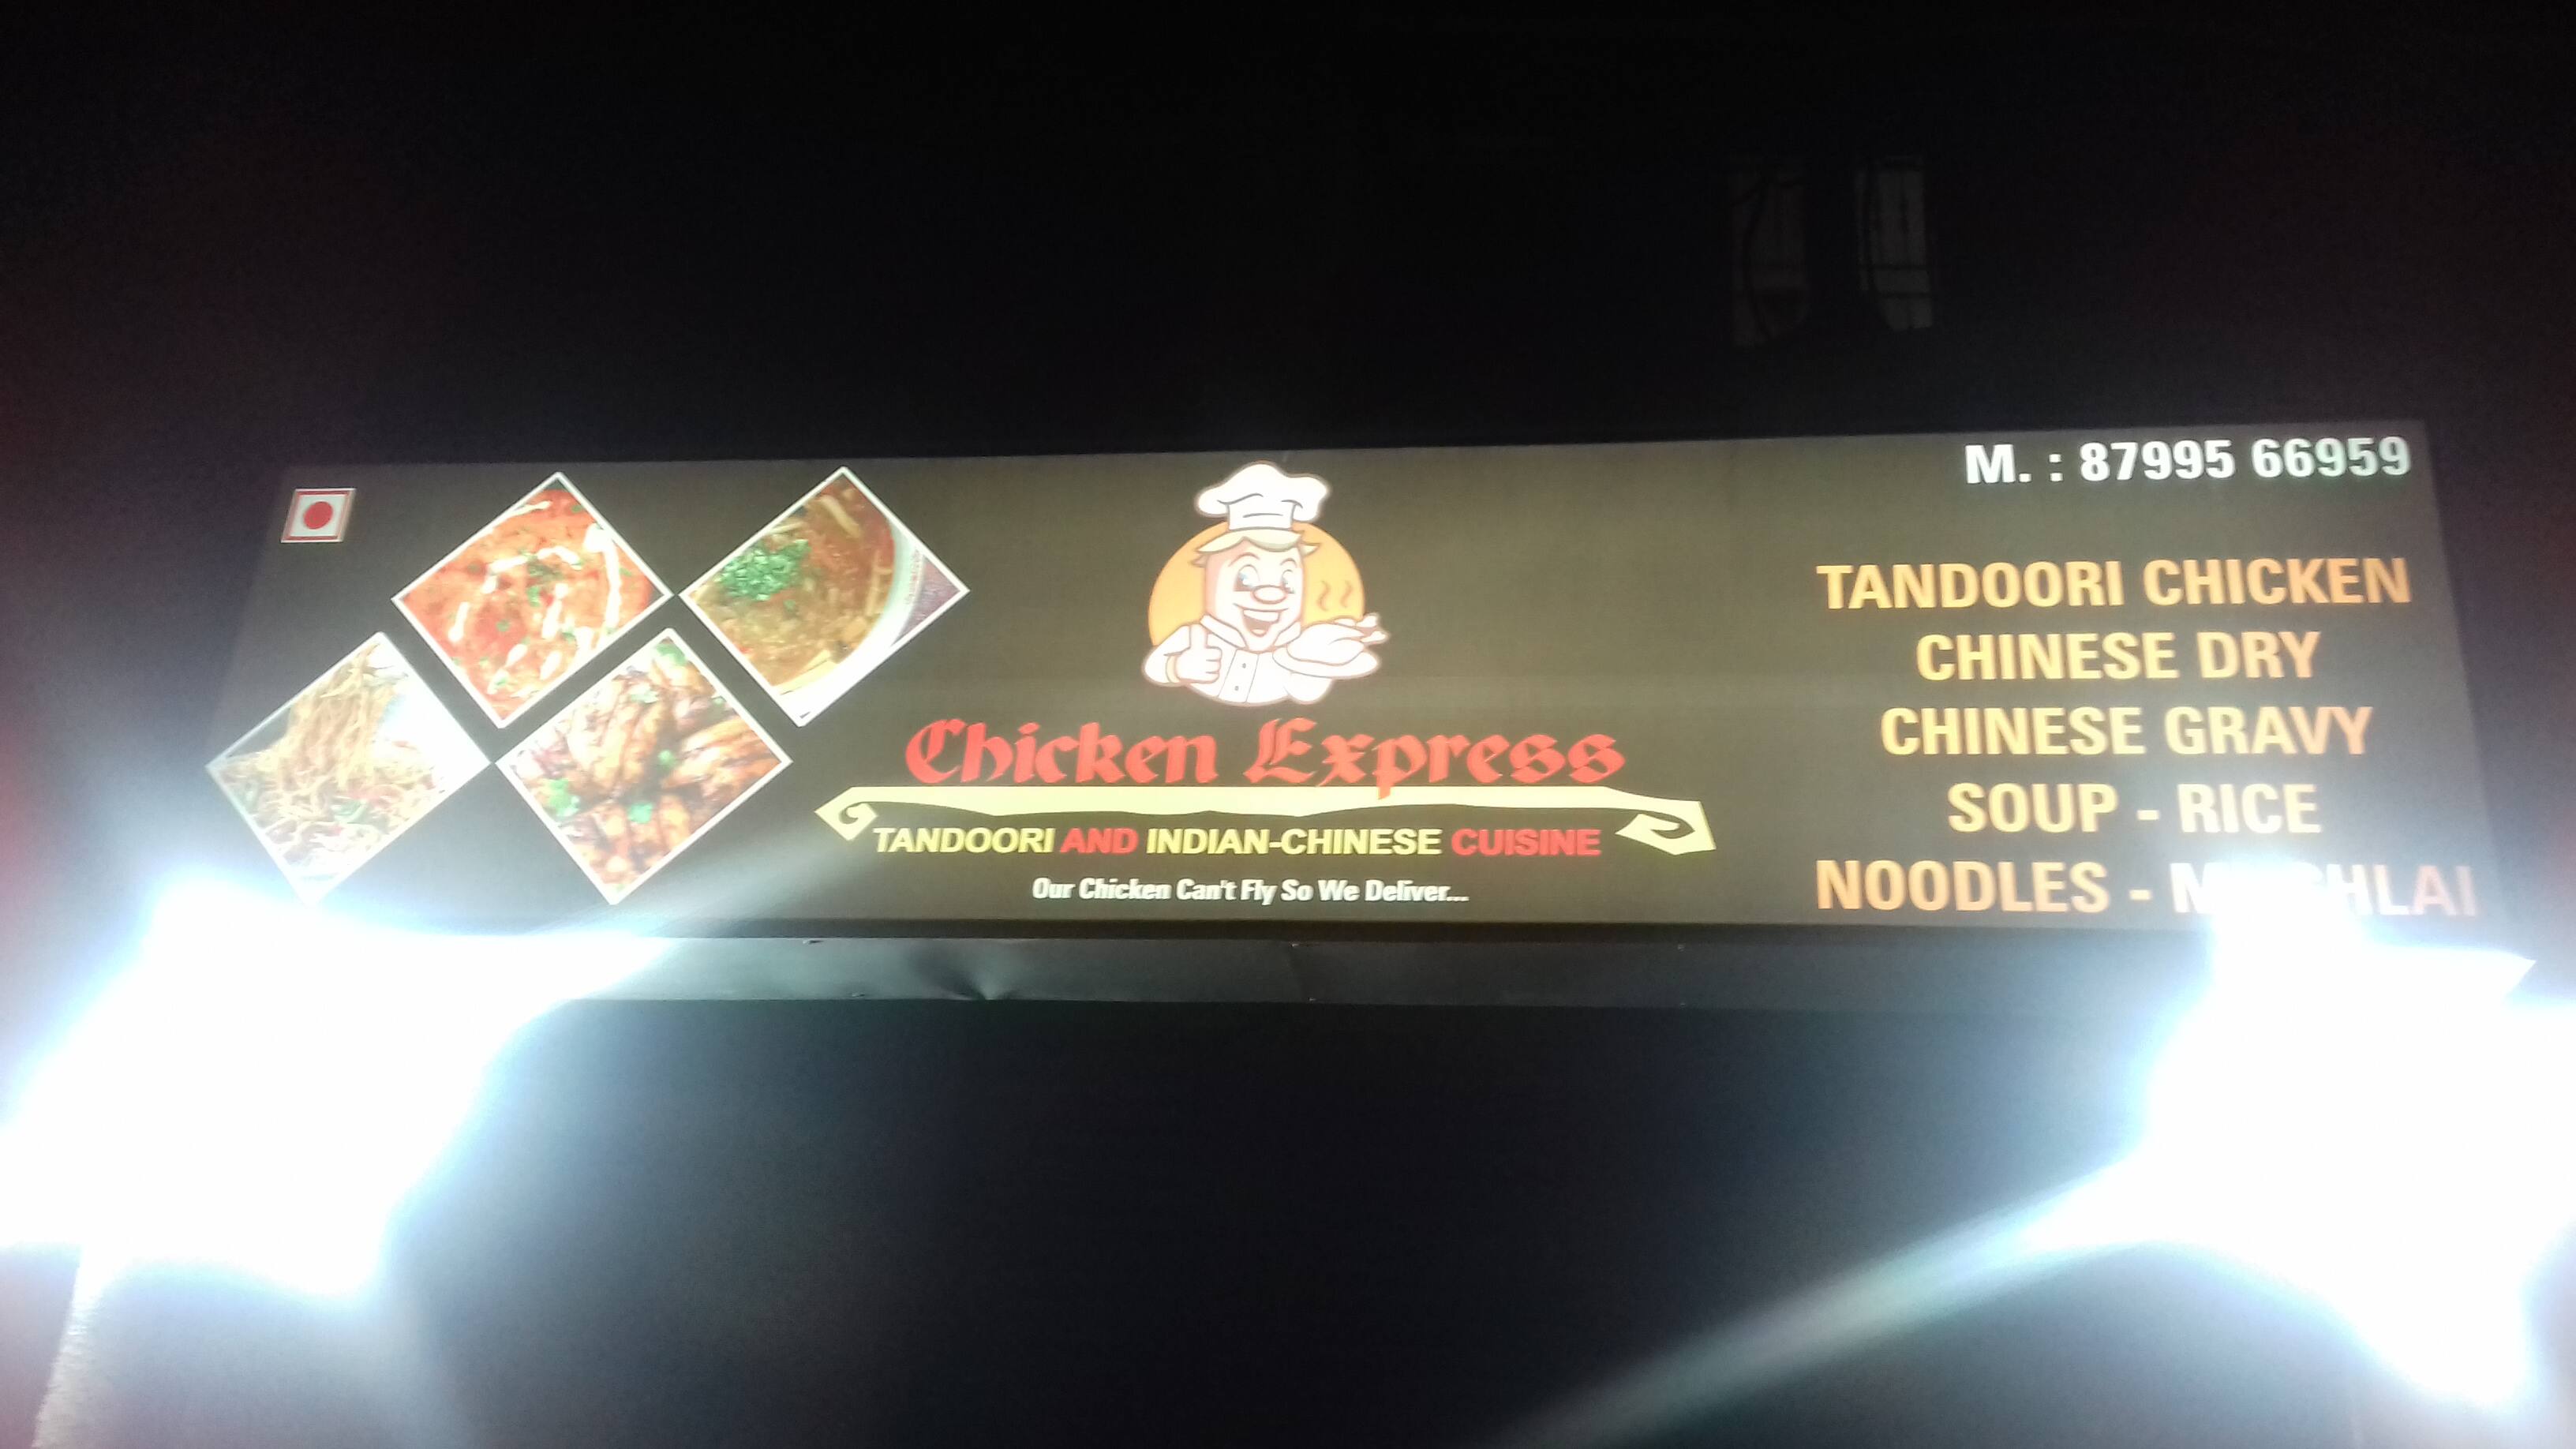 M. : 87995 66959
Chicken Express
TANDOORI AND INDIAN-CHINESE CUISINE
Our Chicken Can't Fly So We Deliver...
TANDOORI CHICKEN
CHINESE DRY
CHINESE GRAVY
SOUP - RICE
NOODLES -